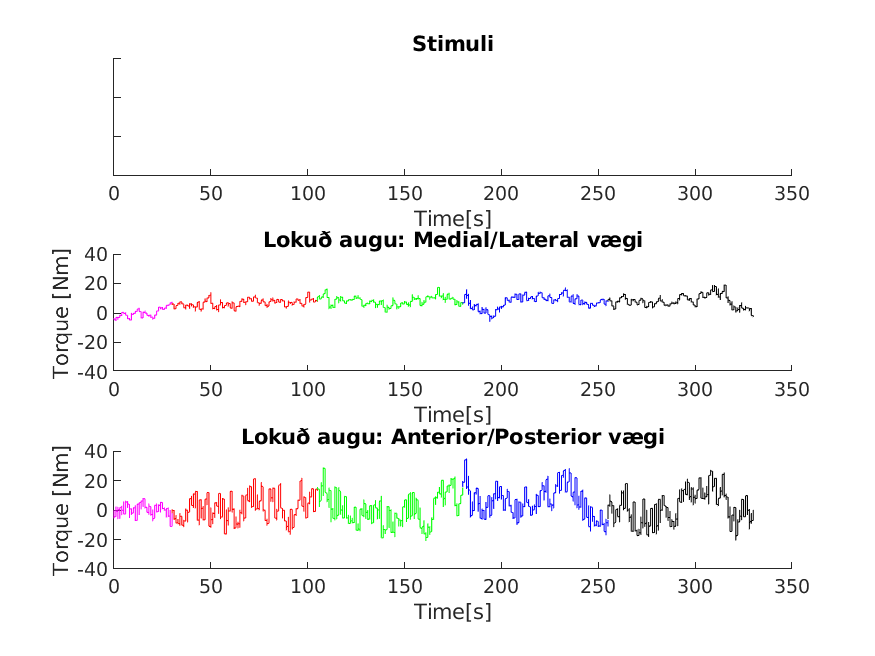 Stimuli
0 50 100 150 200 250 300 350
Time[s]
Lokuð augu: Medial/Lateral vægi
Torque [Nm]
40
20
0
-20
-40
0 50 100 150 200 250 300 350
Time[s]
Lokuð augu: Anterior/Posterior vægi
Torque [Nm]
40
20
0
-20
-40
0 50 100 150 200 250 300 350
Time[s]